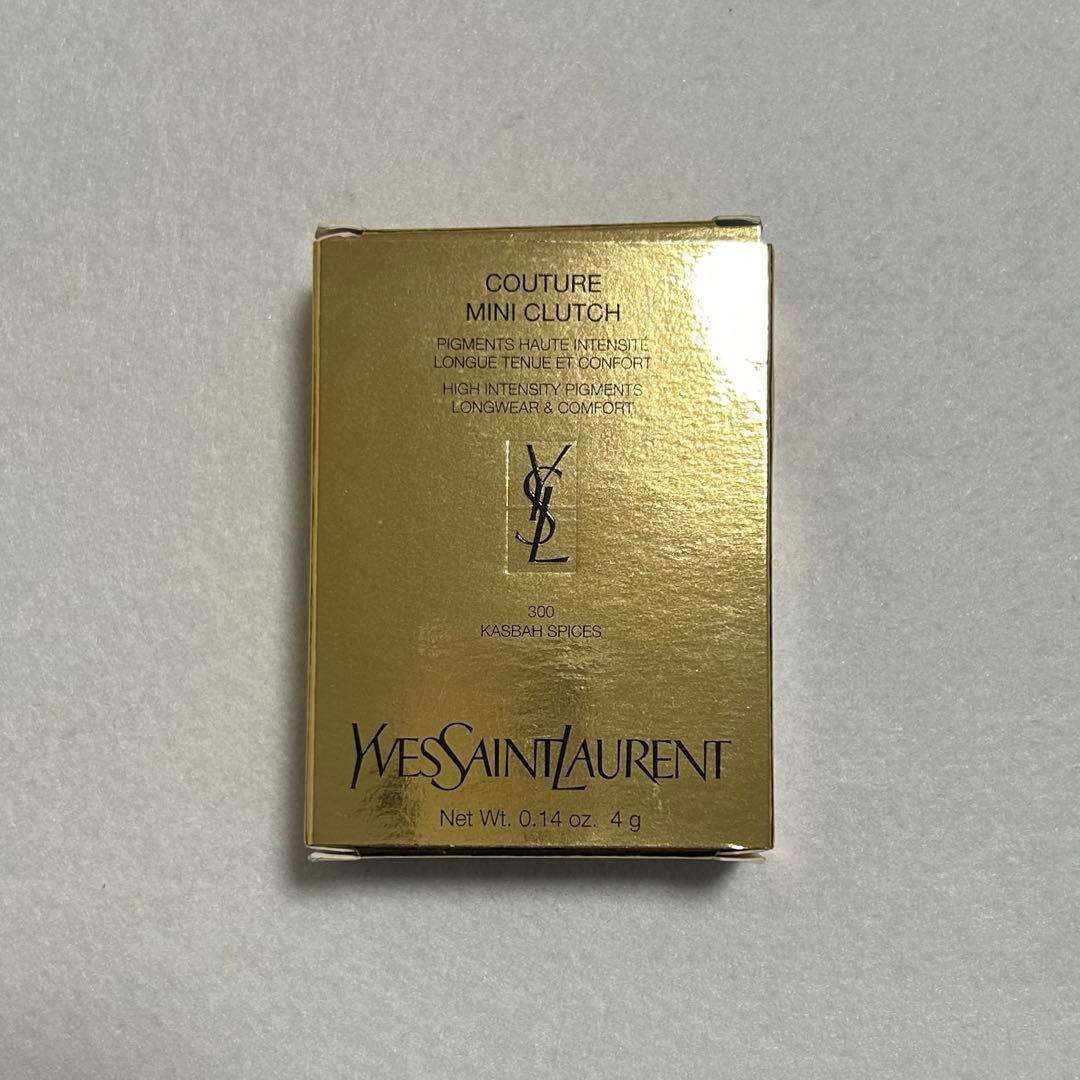 COUTURE
MINI CLUTCH
PIGMENTS HAUTE INTENSITÉ
LONGUE TENUE ET CONFORT
HIGH INTENSITY PIGMENTS
LONGWEAR & COMFORT
YSL
300
KASBAH SPICES
YVESSAINTLAURENT
Net Wt. 0.14 oz. 4 g